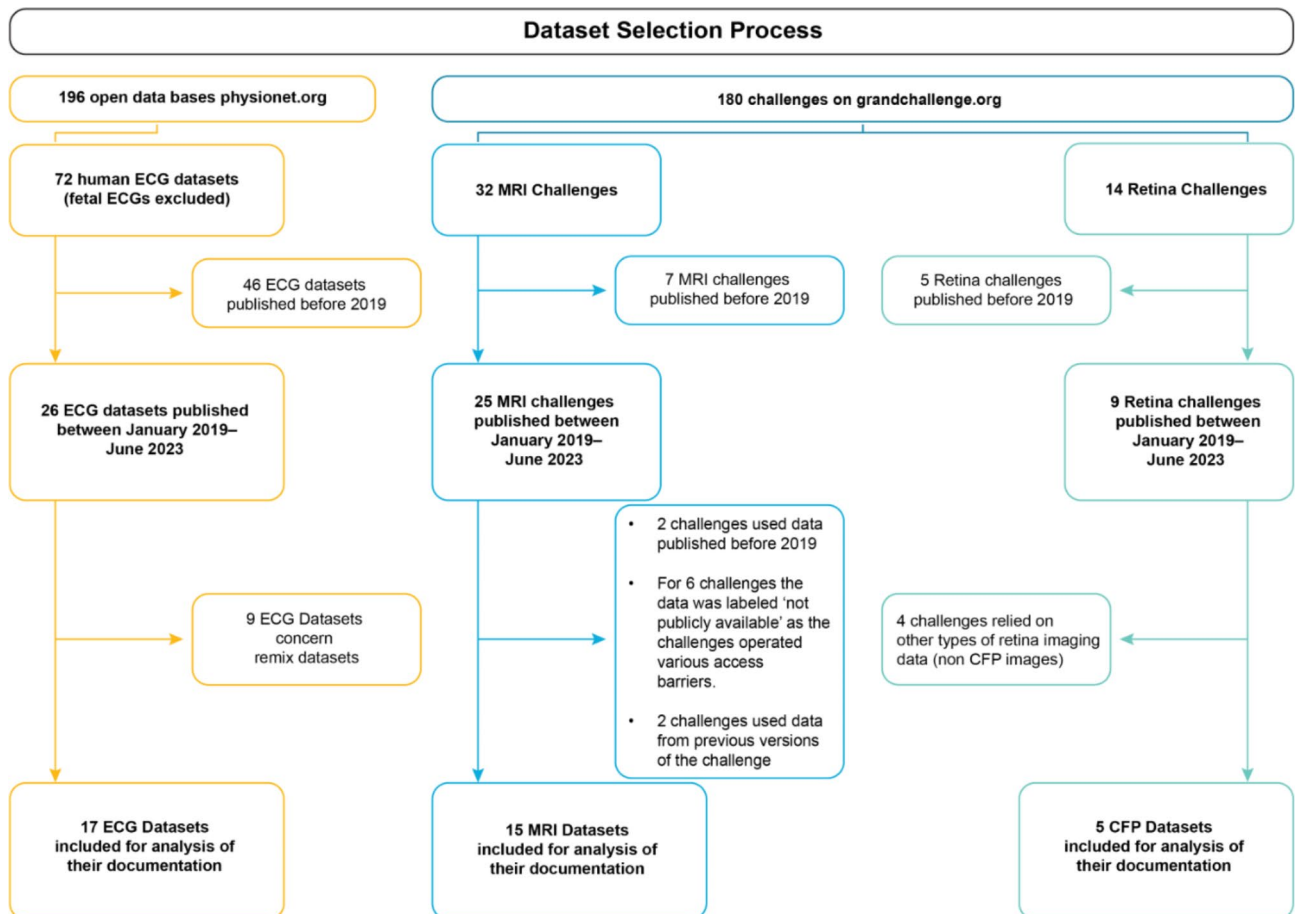 Dataset Selection Process
196 open data bases physionet.org
180 challenges on grandchallenge.org
72 human ECG datasets
(fetal ECGs excluded)
32 MRI Challenges
14 Retina Challenges
46 ECG datasets
published before 2019
7 MRI challenges
published before 2019
5 Retina challenges
published before 2019
26 ECG datasets published
between January 2019–
June 2023
25 MRI challenges
published between
January 2019–
June 2023
9 Retina challenges
published between
January 2019–
June 2023
9 ECG Datasets
concern
remix datasets
• 2 challenges used data
published before 2019
• For 6 challenges the
data was labeled ‘not
publicly available’ as the
challenges operated
various access
barriers.
• 2 challenges used data
from previous versions
of the challenge
4 challenges relied on
other types of retina imaging
data (non CFP images)
17 ECG Datasets
included for analysis of
their documentation
15 MRI Datasets
included for analysis of
their documentation
5 CFP Datasets
included for analysis of
their documentation